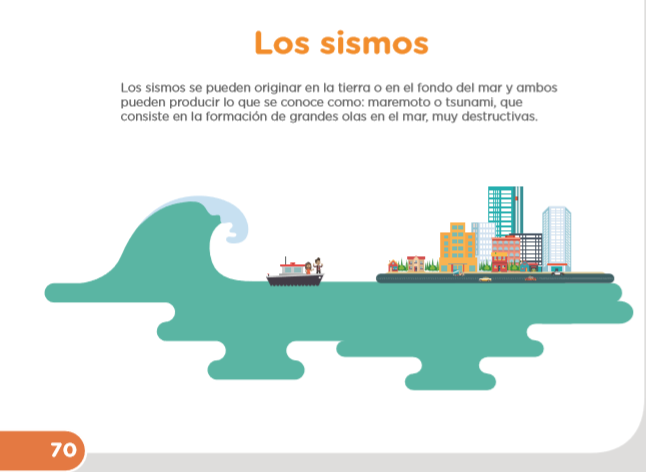 Los sismos
Los sismos se pueden originar en la tierra o en el fondo del mar y ambos
pueden producir lo que se conoce como: maremoto o tsunami, que
consiste en la formación de grandes olas en el mar, muy destructivas.
70